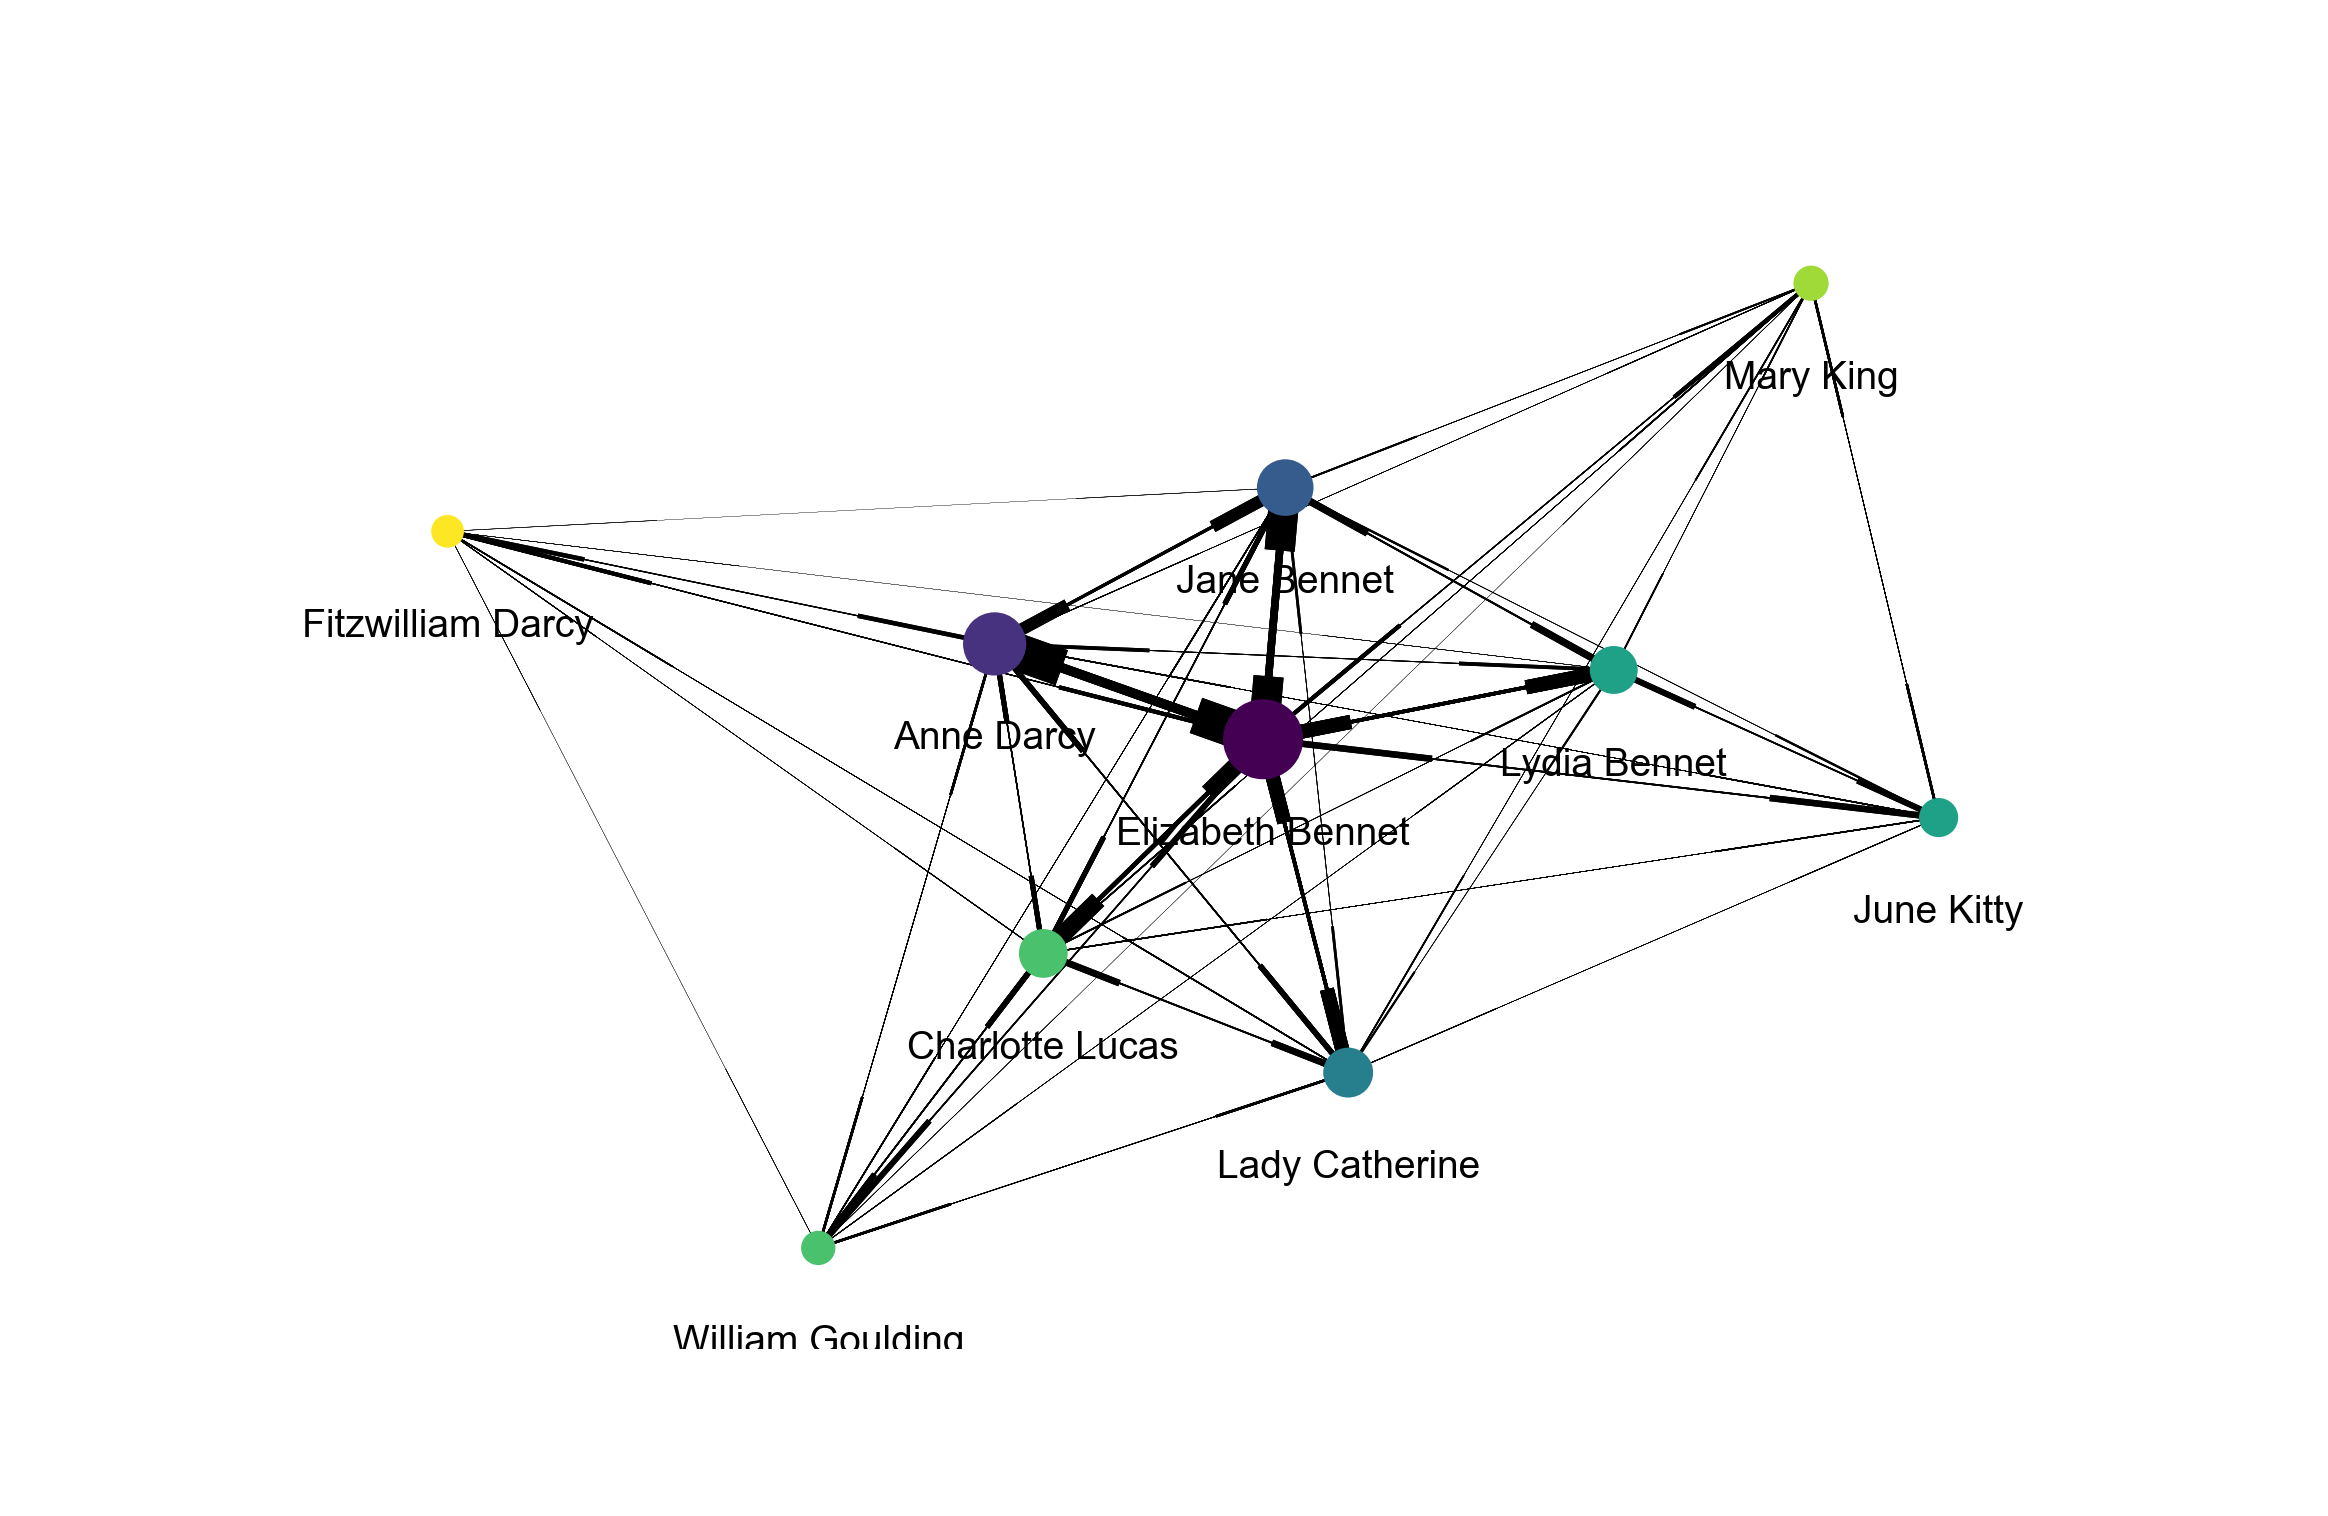 Mary King
Jane Bennet
Fitzwilliam Darcy
Anne Darcy
Lydia Bennet
Elizabeth Bennet
June Kitty
Charlotte Lucas
Lady Catherine
William Goulding